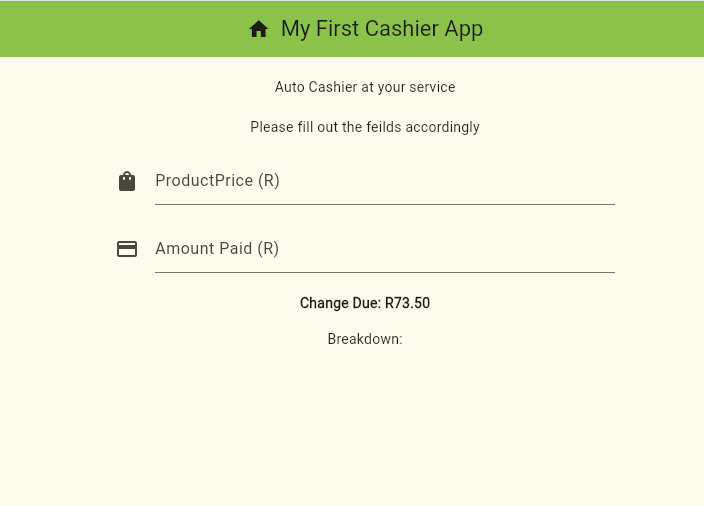 My First Cashier App
Auto Cashier at your service
Please fill out the feilds accordingly
ProductPrice (R)
Amount Paid (R)
Change Due: R73.50
Breakdown: